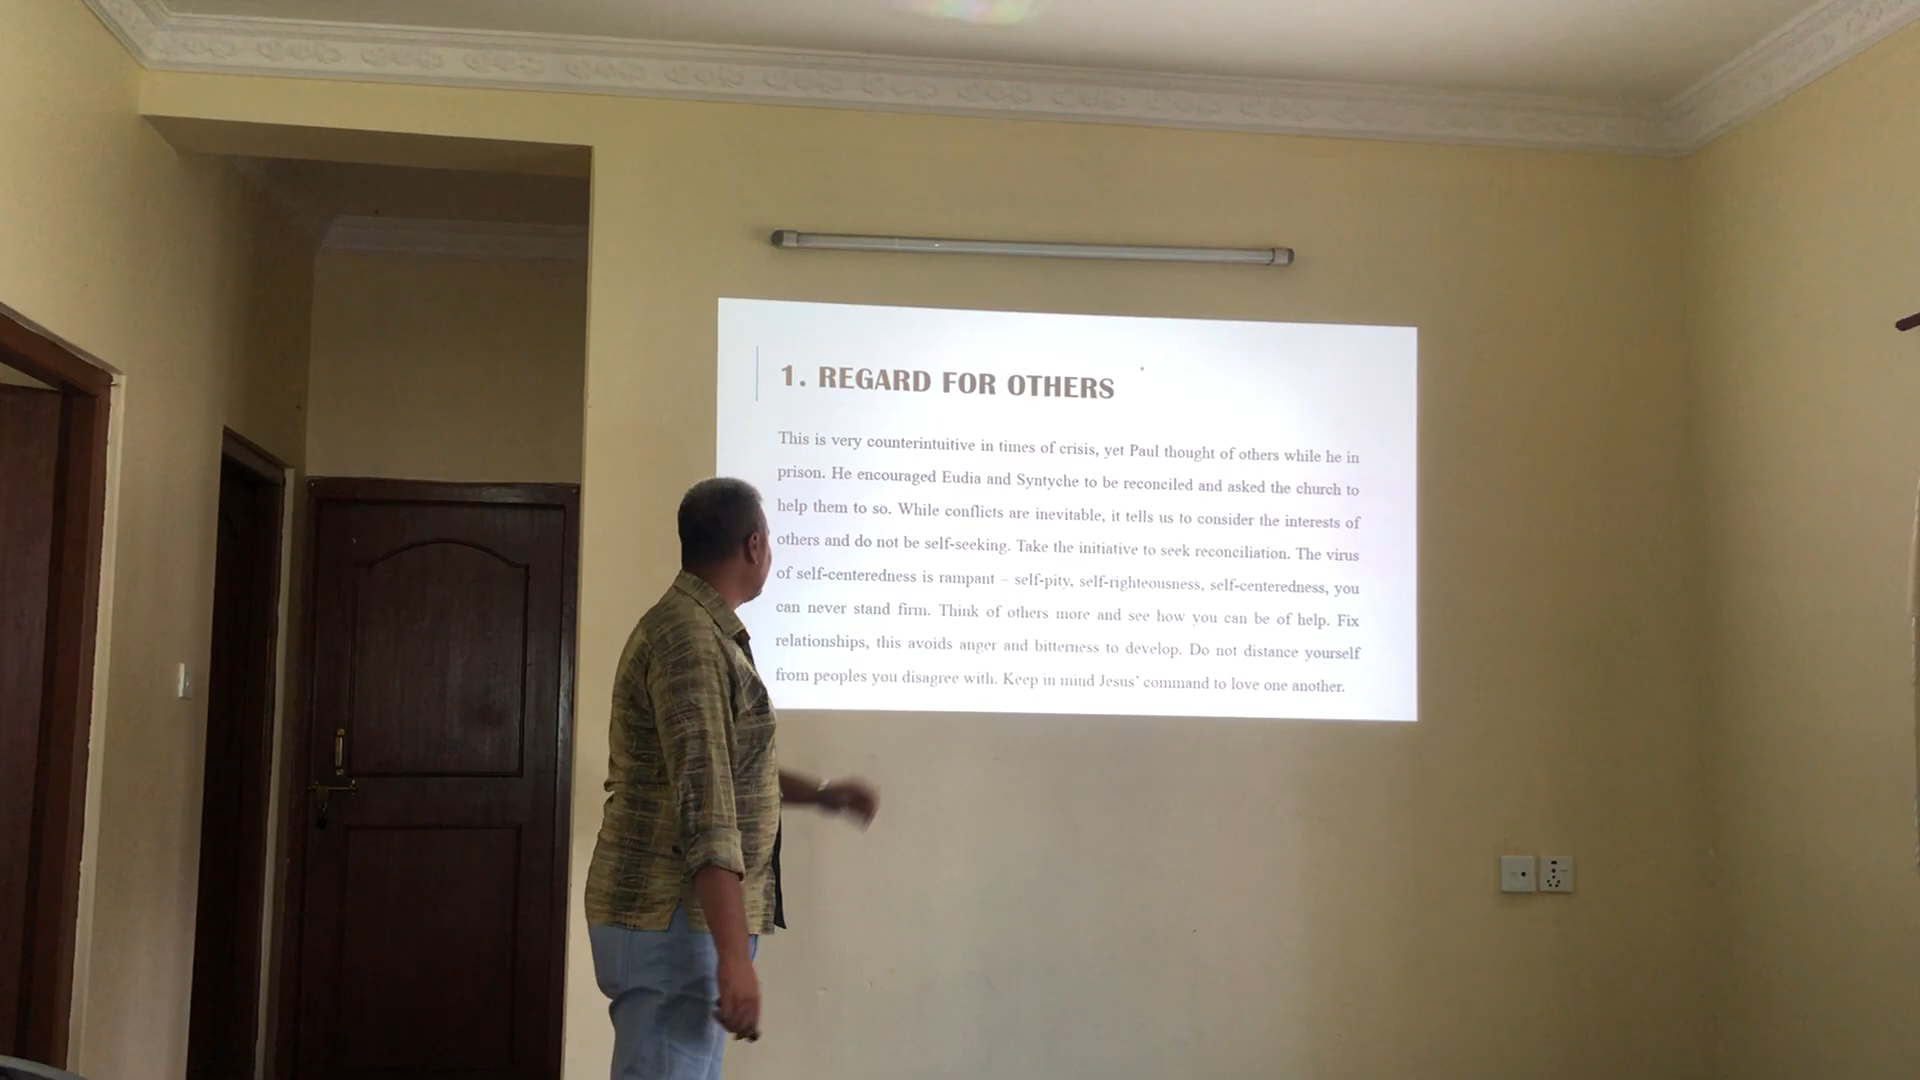 1. REGARD FOR OTHERS
This is very counterintuitive in times of crisis, yet Paul thought of others while he in
prison. He encouraged Eudia and Syntyche to be reconciled and asked the church to
help them to so. While conflicts are inevitable, it tells us to consider the interests of
others and do not be self-seeking. Take the initiative to seek reconciliation. The virus
of self-centeredness is rampant – self-pity, self-righteousness, self-centeredness, you
can never stand firm. Think of others more and see how you can be of help. Fix
relationships, this avoids anger and bitterness to develop. Do not distance yourself
from peoples you disagree with. Keep in mind Jesus' command to love one another.